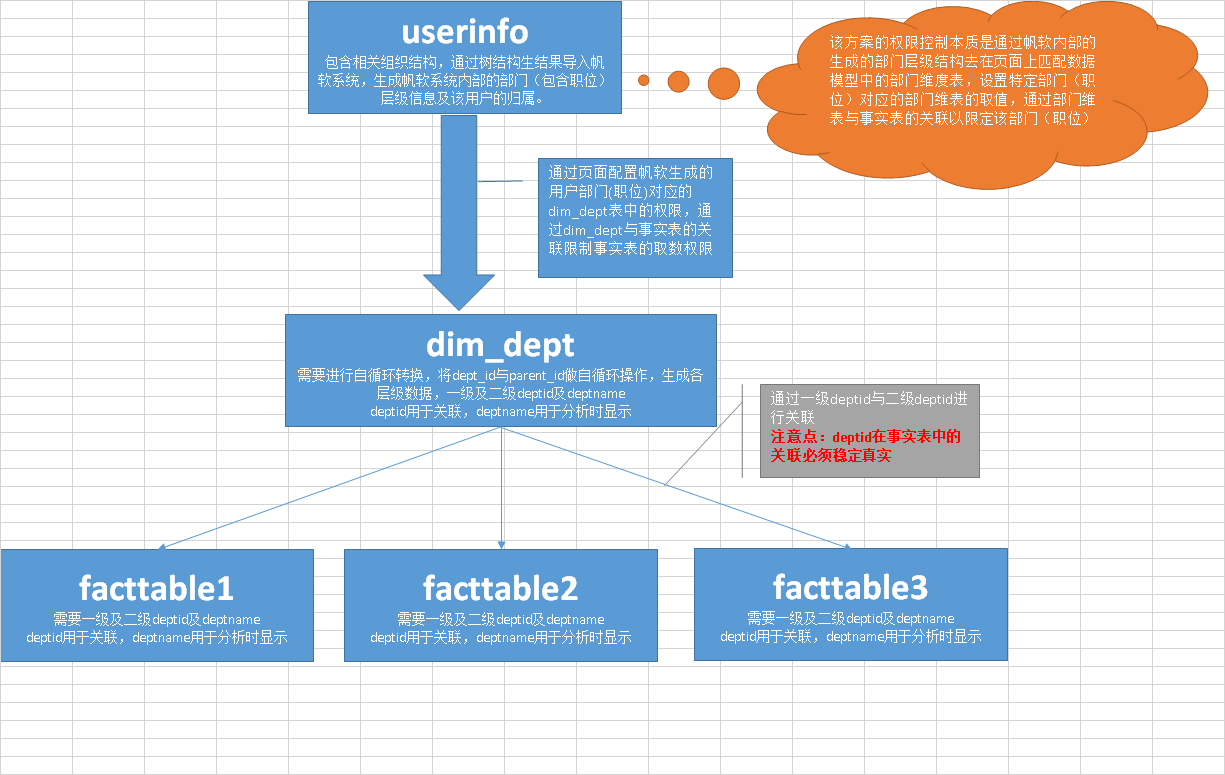 userinfo
包含相关组织结构，通过树结构生结果导入帆
软系统，生成帆软系统内部的部门（包含职位）
层级信息及该用户的归属。
该方案的权限控制本质是通过帆软内部的
生成的部门层级结构去在页面上匹配数据
模型中的部门维度表，设置特定部门（职
位）对应的部门维表的取值，通过部门维
表与事实表的关联以限定该部门（职位）
通过页面配置帆软生成的
用户部门(职位)对应的
dim_dept表中的权限，通
过dim_dept与事实表的关
联限制事实表的取数权限
dim_dept
需要进行自循环转换，将dept_id与parent_id做自循环操作，生成各
层级数据，一级及二级deptid及deptname
deptid用于关联，deptname用于分析时显示
通过一级deptid与二级deptid进
行关联
注意点：deptid在事实表中的
关联必须稳定真实
facttable1
需要一级及二级deptid及deptname
deptid用于关联，deptname用于分析时显示
facttable2
需要一级及二级deptid及deptname
deptid用于关联，deptname用于分析时显示
facttable3
需要一级及二级deptid及deptname
deptid用于关联，deptname用于分析时显示